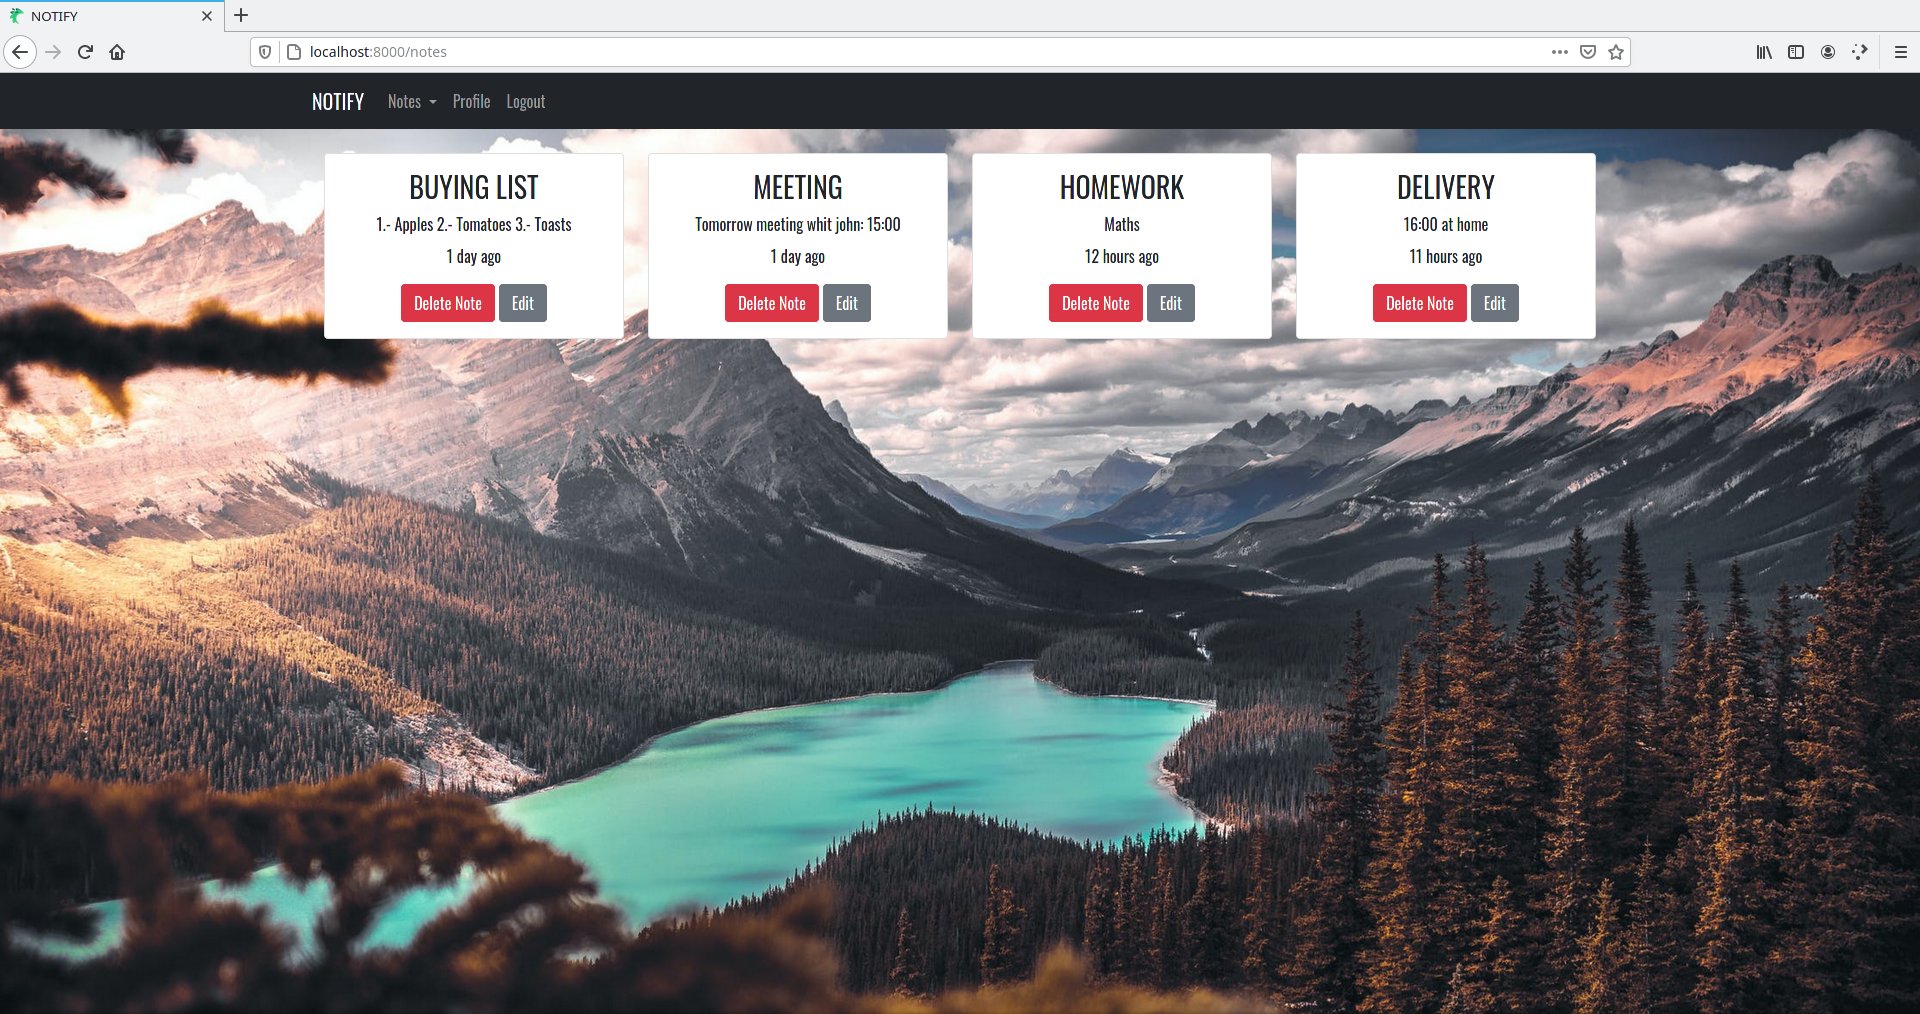 NOTIFY
localhost:8000/notes
NOTIFY Notes Profile Logout
BUYING LIST
1.- Apples 2.- Tomatoes 3.- Toasts
1 day ago
Delete Note Edit
MEETING
Tomorrow meeting whit john: 15:00
1 day ago
Delete Note Edit
HOMEWORK
Maths
12 hours ago
Delete Note Edit
DELIVERY
16:00 at home
11 hours ago
Delete Note Edit